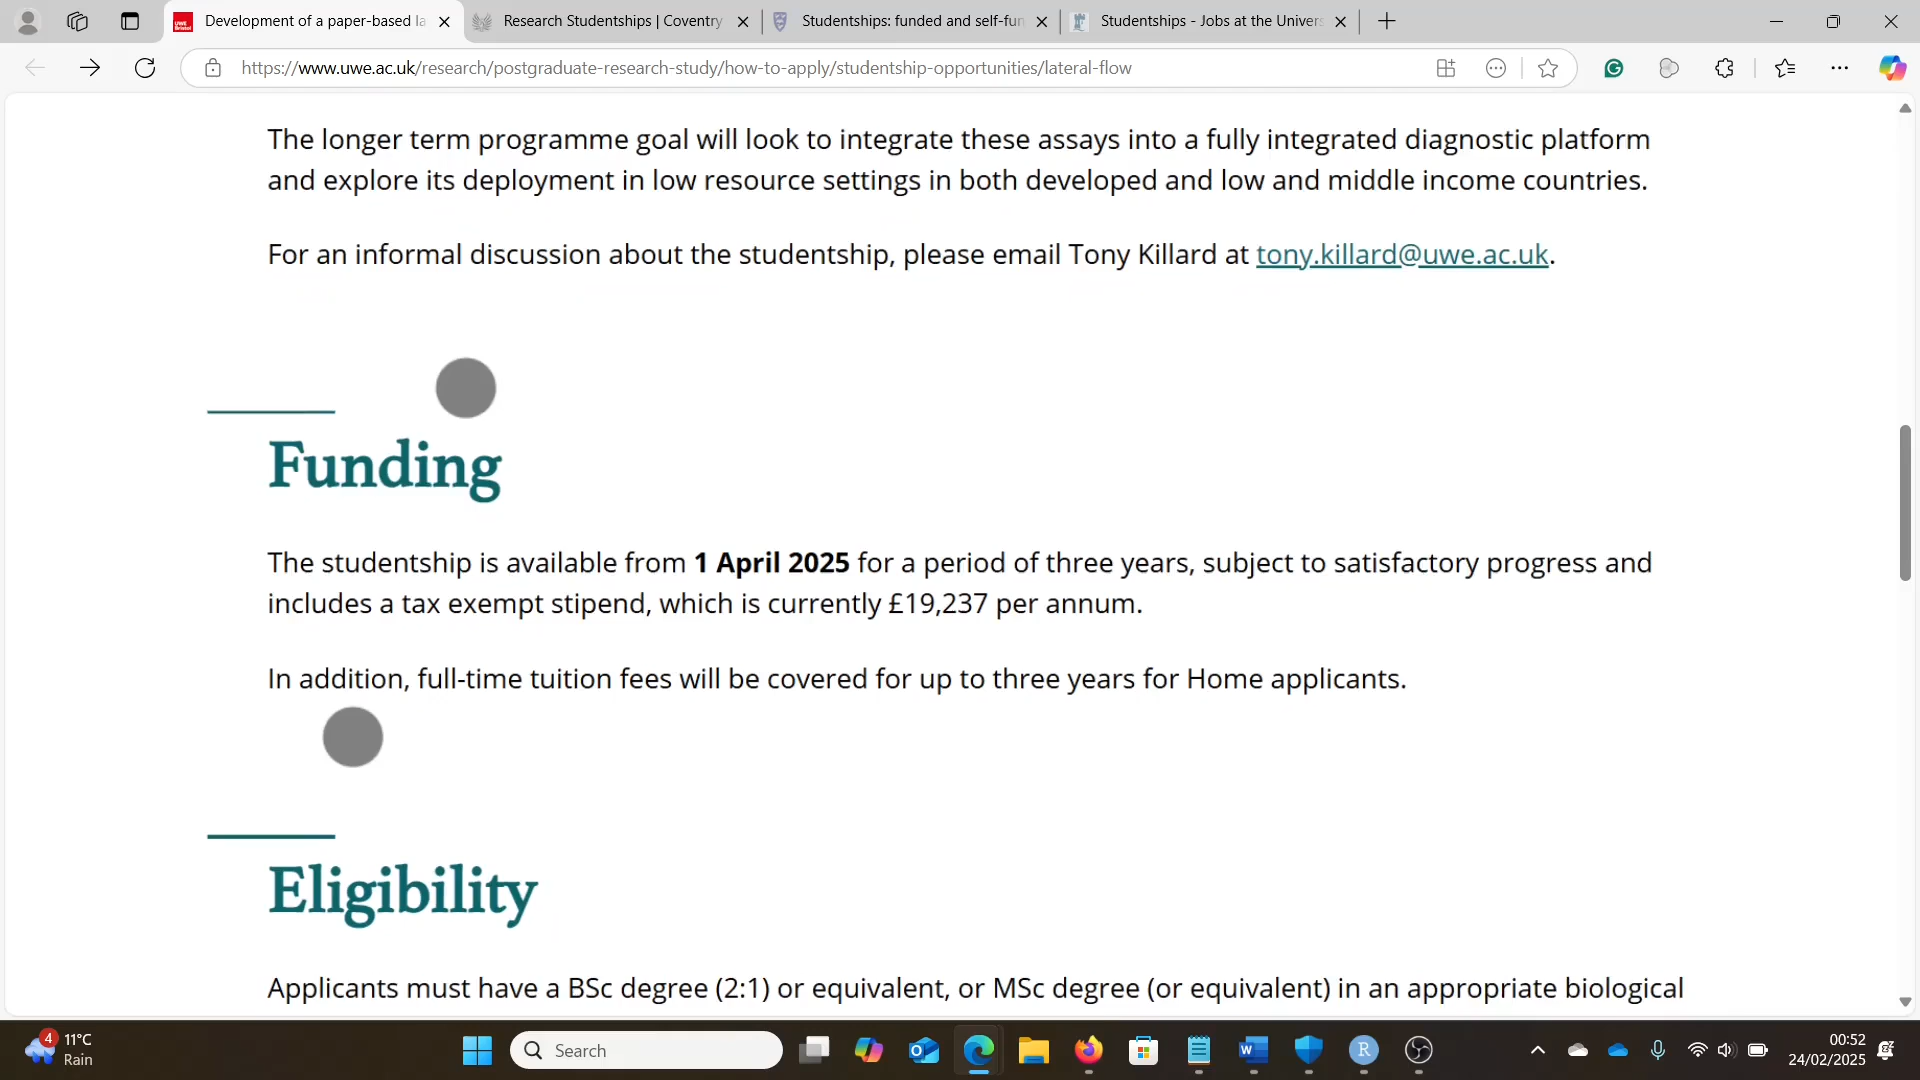 Development of a paper-based la
Research Studentships | Coventry
Studentships: funded and self-fun
Studentships - Jobs at the Univers
https://www.uwe.ac.uk/research/postgraduate-research-study/how-to-apply/studentship-opportunities/lateral-flow
The longer term programme goal will look to integrate these assays into a fully integrated diagnostic platform
and explore its deployment in low resource settings in both developed and low and middle income countries.
For an informal discussion about the studentship, please email Tony Killard at tony.killard@uwe.ac.uk.
Funding
The studentship is available from 1 April 2025 for a period of three years, subject to satisfactory progress and
includes a tax exempt stipend, which is currently £19,237 per annum.
In addition, full-time tuition fees will be covered for up to three years for Home applicants.
Eligibility
Applicants must have a BSc degree (2:1) or equivalent, or MSc degree (or equivalent) in an appropriate biological
4
11°C
Rain
Search
00:52
24/02/2025